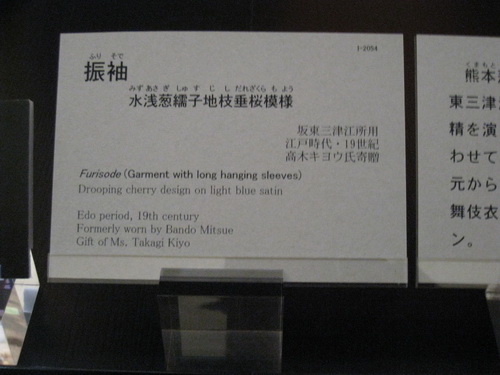 I-2054
ふり そで
振袖
みず あさ ぎ しゅ す じ し だれざくら も よう
水浅葱繻子地枝垂桜模様
坂東三津江所用
江戸時代・19世紀
高木キヨウ氏寄贈
Furisode (Garment with long hanging sleeves)
Drooping cherry design on light blue satin
Edo period, 19th century
Formerly worn by Bando Mitsue
Gift of Ms. Takagi Kiyo
くまもと
熊本
東三津
精を演
わせて
元から
舞伎衣
ン。